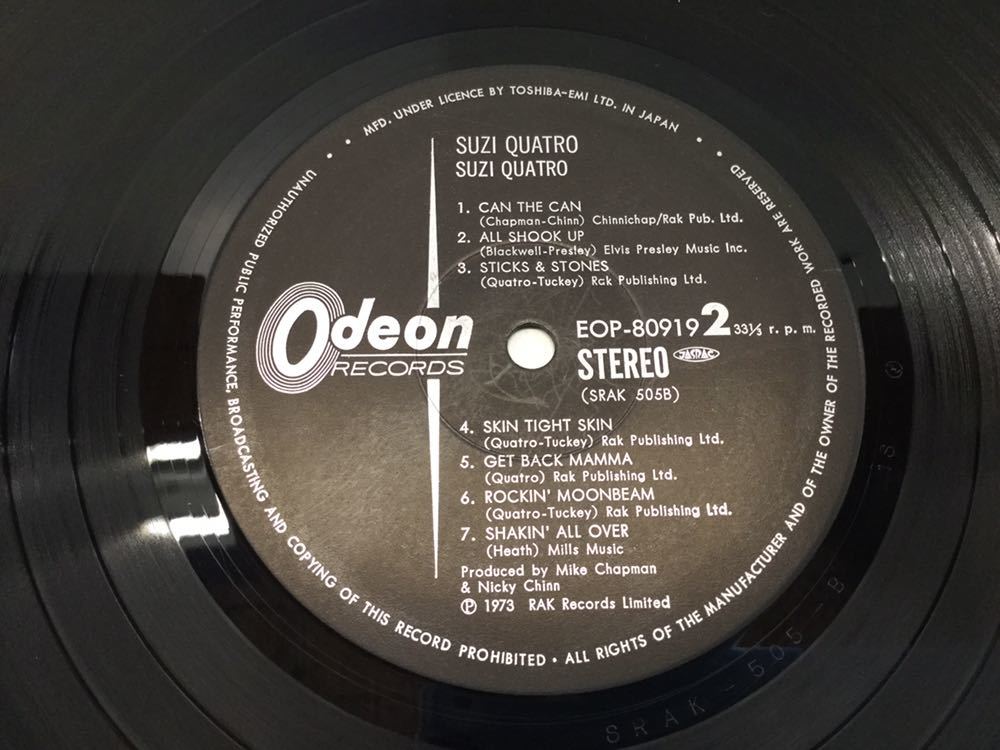 MFD. UNDER LICENCE BY TOSHIBA-EMI LTD. IN JAPAN
SUZI QUATRO
SUZI QUATRO
1. CAN THE CAN
(Chapman-Chinn) Chinnichap/Rak Pub. Ltd.
2. ALL SHOOK UP
(Blackwell-Presley) Elvis Presley Music Inc.
3. STICKS & STONES
(Quatro-Tuckey) Rak Publishing Ltd.
Odeon
RECORDS
EOP-80919 2 33⅓ r. p. m.
STEREO JASRAC
(SRAK 505B)
4. SKIN TIGHT SKIN
(Quatro-Tuckey) Rak Publishing Ltd.
5. GET BACK MAMMA
(Quatro) Rak Publishing Ltd.
6. ROCKIN' MOONBEAM
(Quatro-Tuckey) Rak Publishing Ltd.
7. SHAKIN' ALL OVER
(Heath) Mills Music
Produced by Mike Chapman
& Nicky Chinn
℗ 1973 RAK Records Limited
UNAUTHORIZED PUBLIC PERFORMANCE, BROADCASTING AND COPYING OF THIS RECORD PROHIBITED • ALL RIGHTS OF THE MANUFACTURER AND OF THE OWNER OF THE RECORDED WORK ARE RESERVED
SRAK-505-B